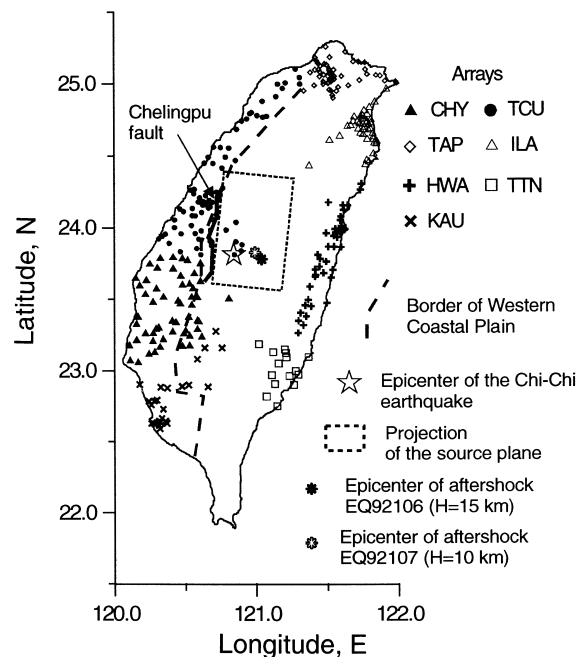 25.0
24.0
23.0
22.0
Latitude, N
120.0
121.0
122.0
Longitude, E
Chelingpu
fault
Arrays
CHY
TCU
TAP
ILA
HWA
TTN
KAU
Border of Western
Coastal Plain
Epicenter of the Chi-Chi
earthquake
Projection
of the source plane
Epicenter of aftershock
EQ92106 (H=15 km)
Epicenter of aftershock
EQ92107 (H=10 km)